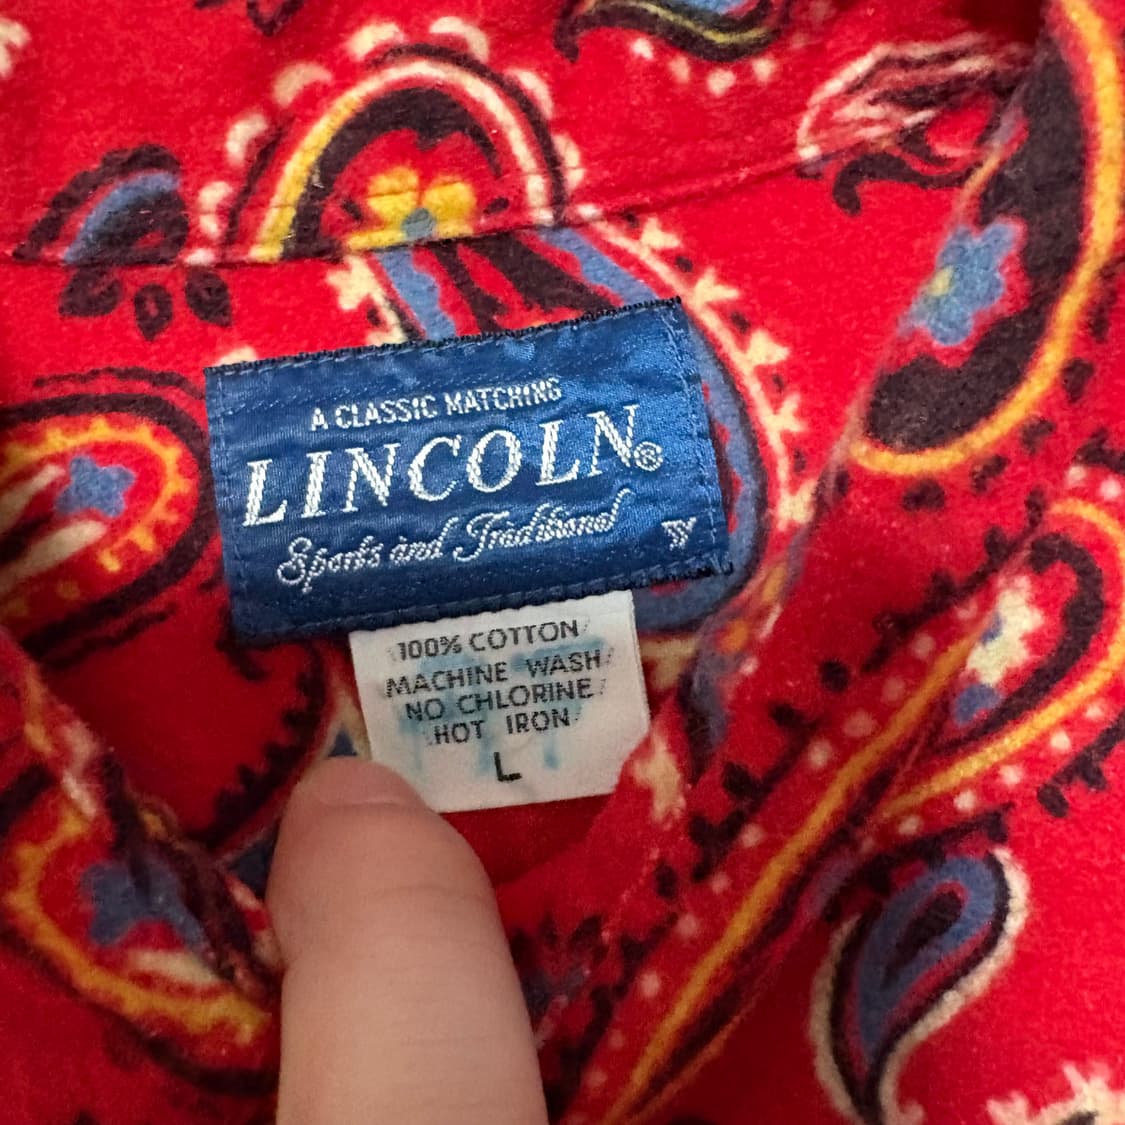 A CLASSIC MATCHING
LINCOLN®
Sports and Traditional
100% COTTON
MACHINE WASH
NO CHLORINE
HOT IRON
L